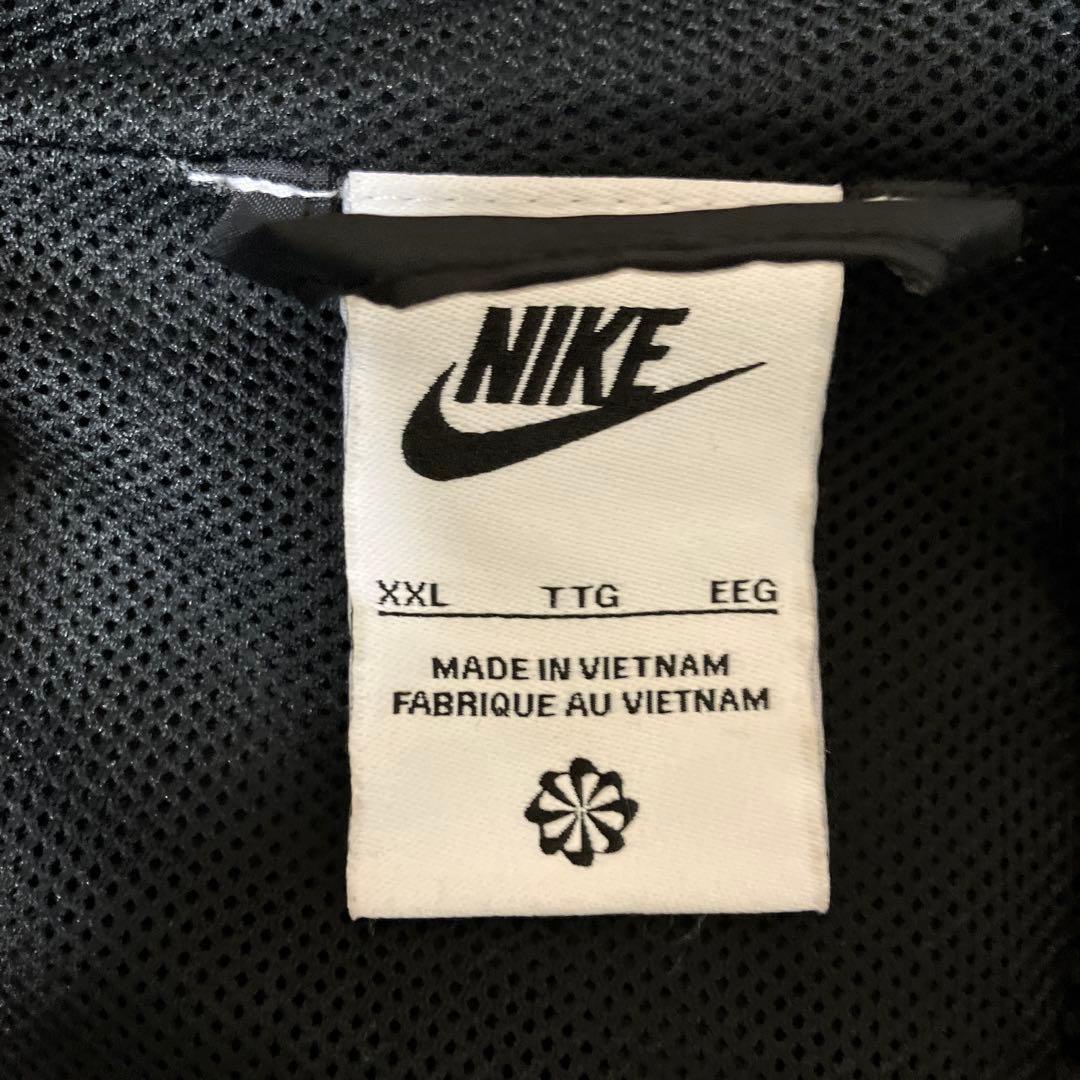 NIKE
XXL TTG EEG
MADE IN VIETNAM
FABRIQUE AU VIETNAM